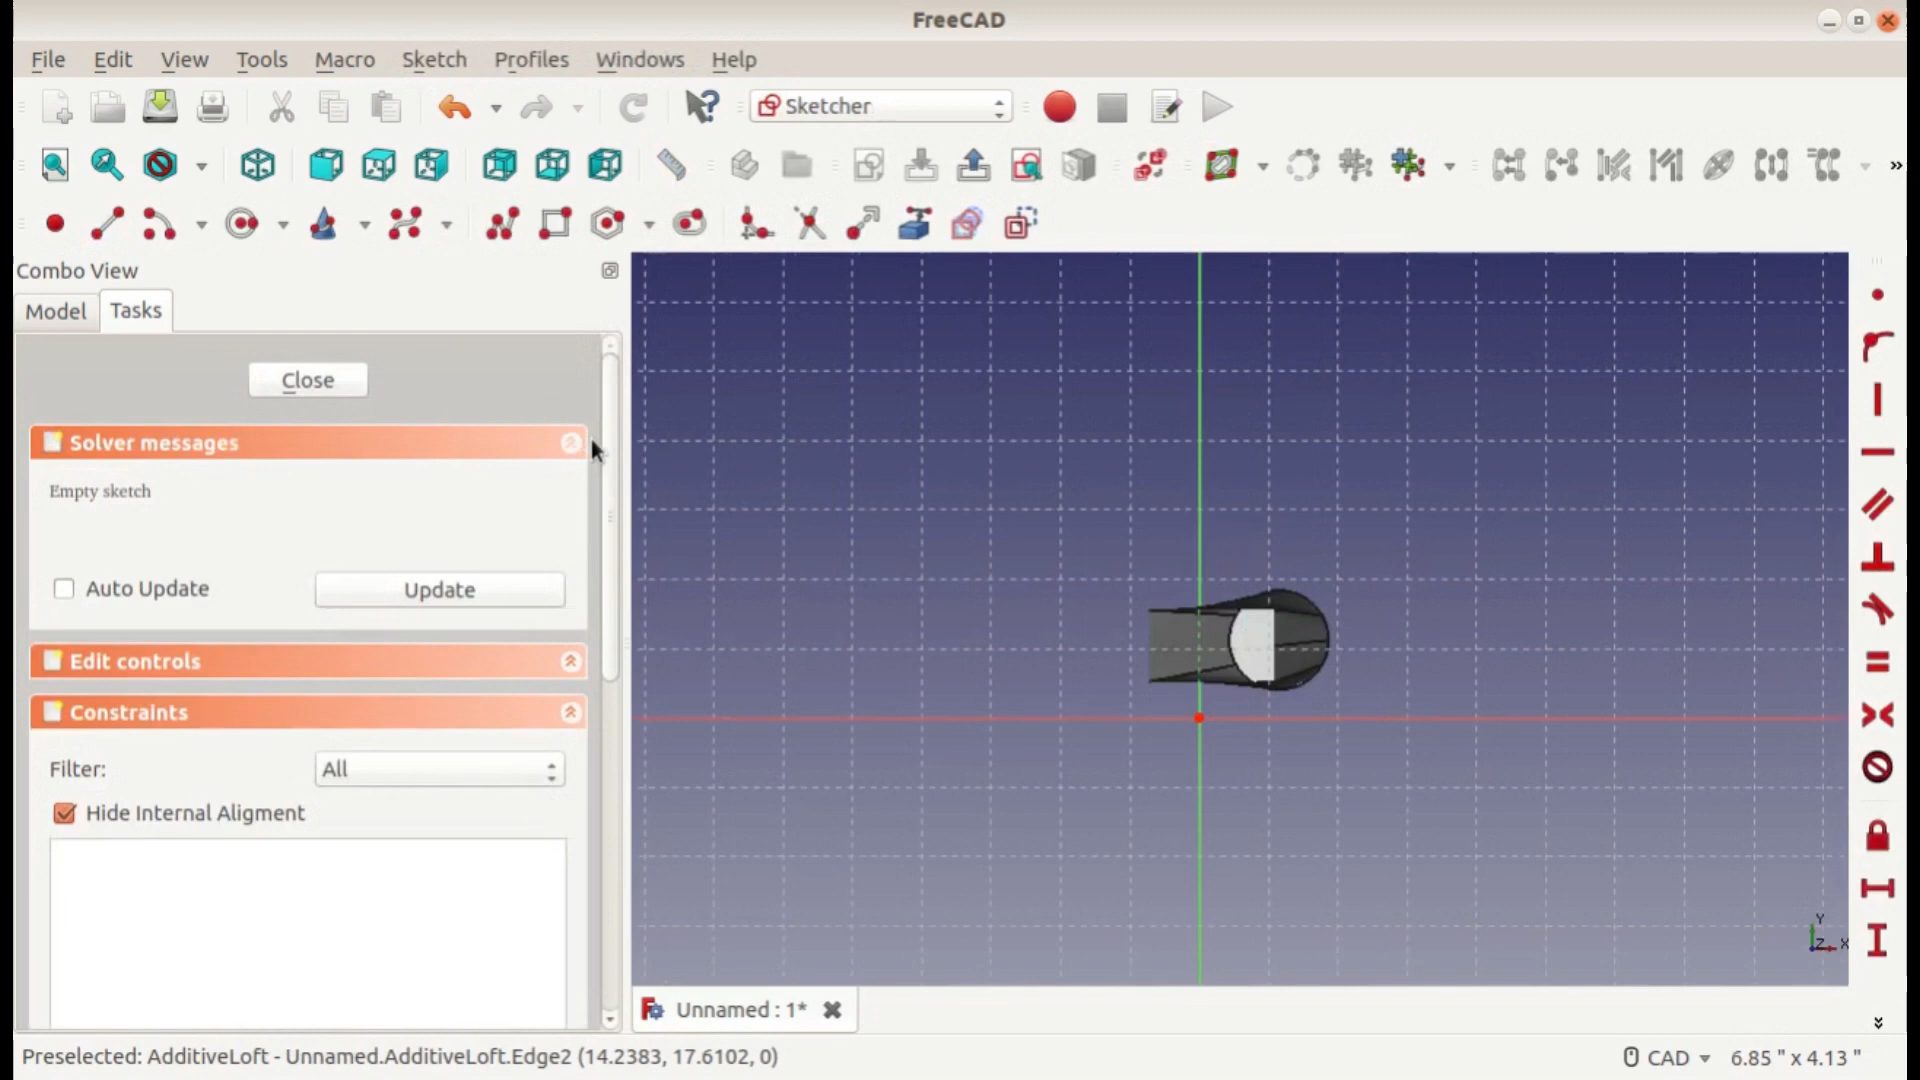 FreeCAD
File Edit View Tools Macro Sketch Profiles Windows Help
Sketcher
Combo View
Model Tasks
Close
Solver messages
Empty sketch
Auto Update Update
Edit controls
Constraints
Filter: All
Hide Internal Aligment
Y
Z X
Unnamed : 1*
Preselected: AdditiveLoft - Unnamed.AdditiveLoft.Edge2 (14.2383, 17.6102, 0) CAD 6.85 " x 4.13 "